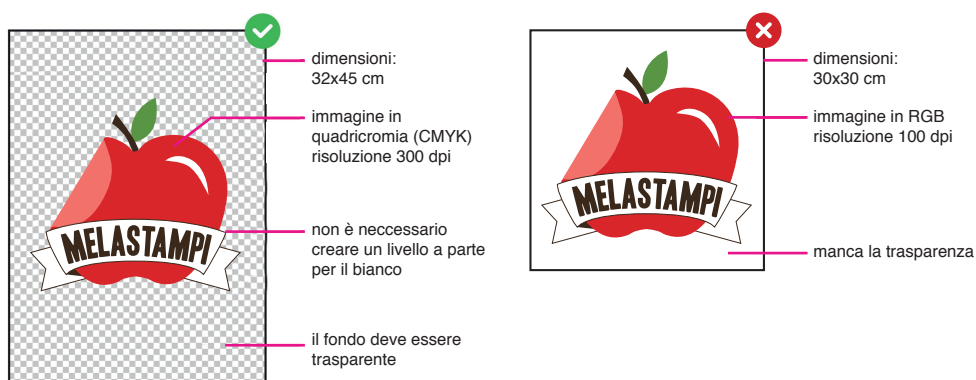 dimensioni:
32x45 cm
immagine in
quadricromia (CMYK)
risoluzione 300 dpi
MELASTAMPI
non è neccessario
creare un livello a parte
per il bianco
il fondo deve essere
trasparente
dimensioni:
30x30 cm
immagine in RGB
risoluzione 100 dpi
MELASTAMPI
manca la trasparenza